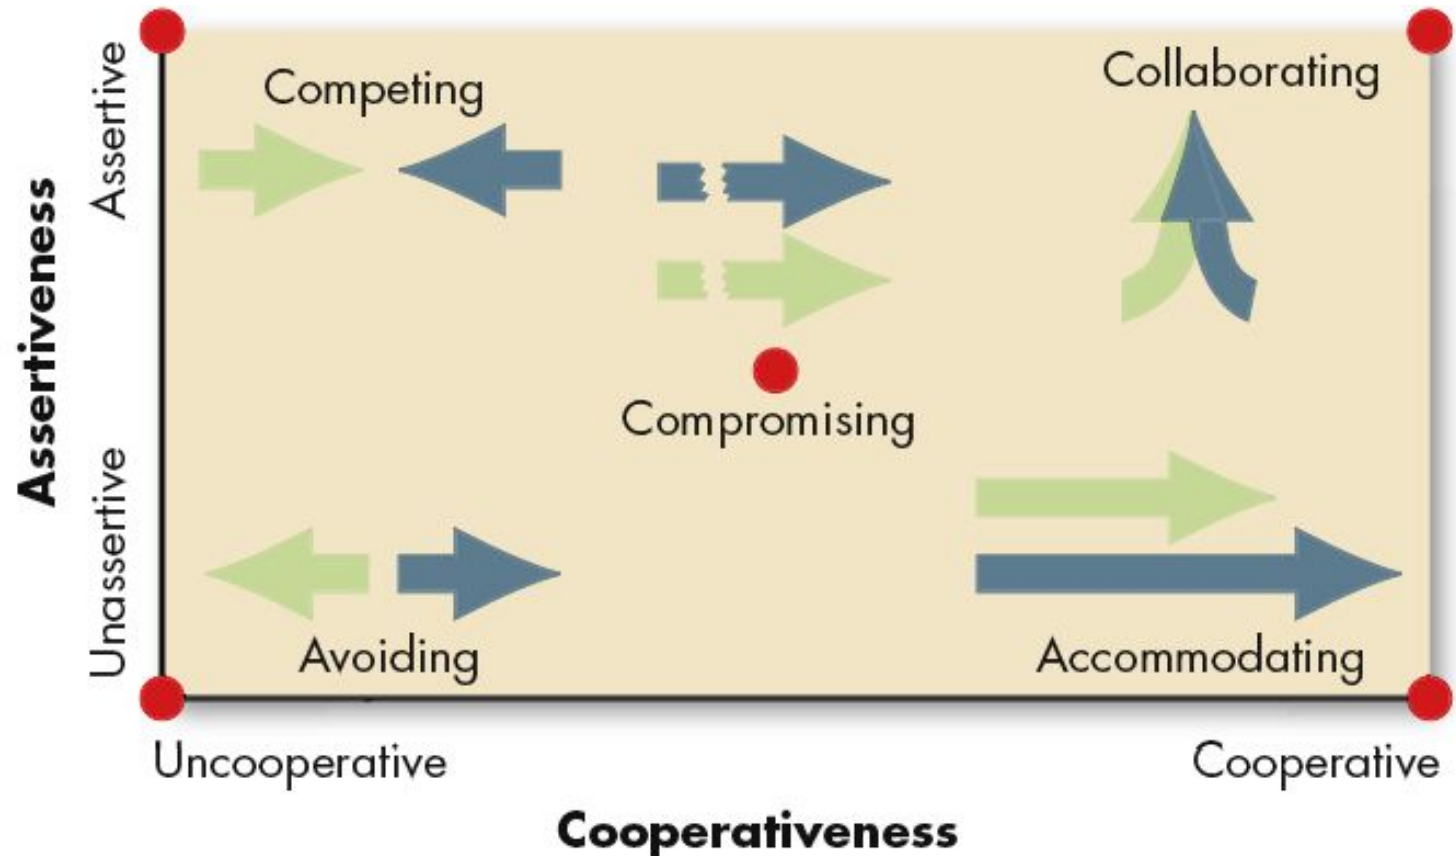 Assertiveness
Assertive
Unassertive
Competing
Collaborating
Compromising
Avoiding
Accommodating
Uncooperative
Cooperative
Cooperativeness